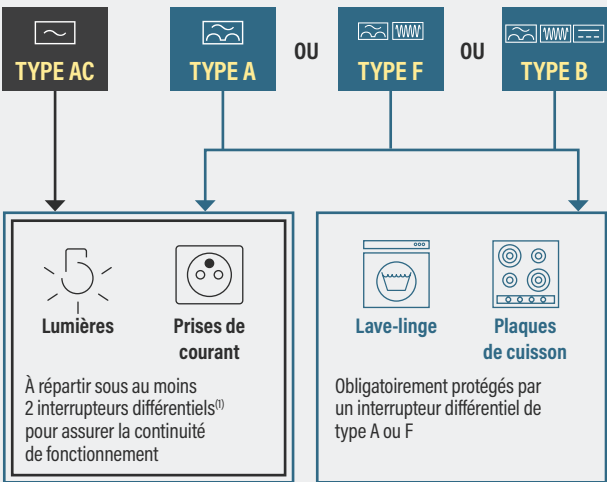 TYPE AC
TYPE A
OU
TYPE F
OU
TYPE B
Lumières
Prises de
courant
À répartir sous au moins
2 interrupteurs différentiels(1)
pour assurer la continuité
de fonctionnement
Lave-linge
Plaques
de cuisson
Obligatoirement protégés par
un interrupteur différentiel de
type A ou F